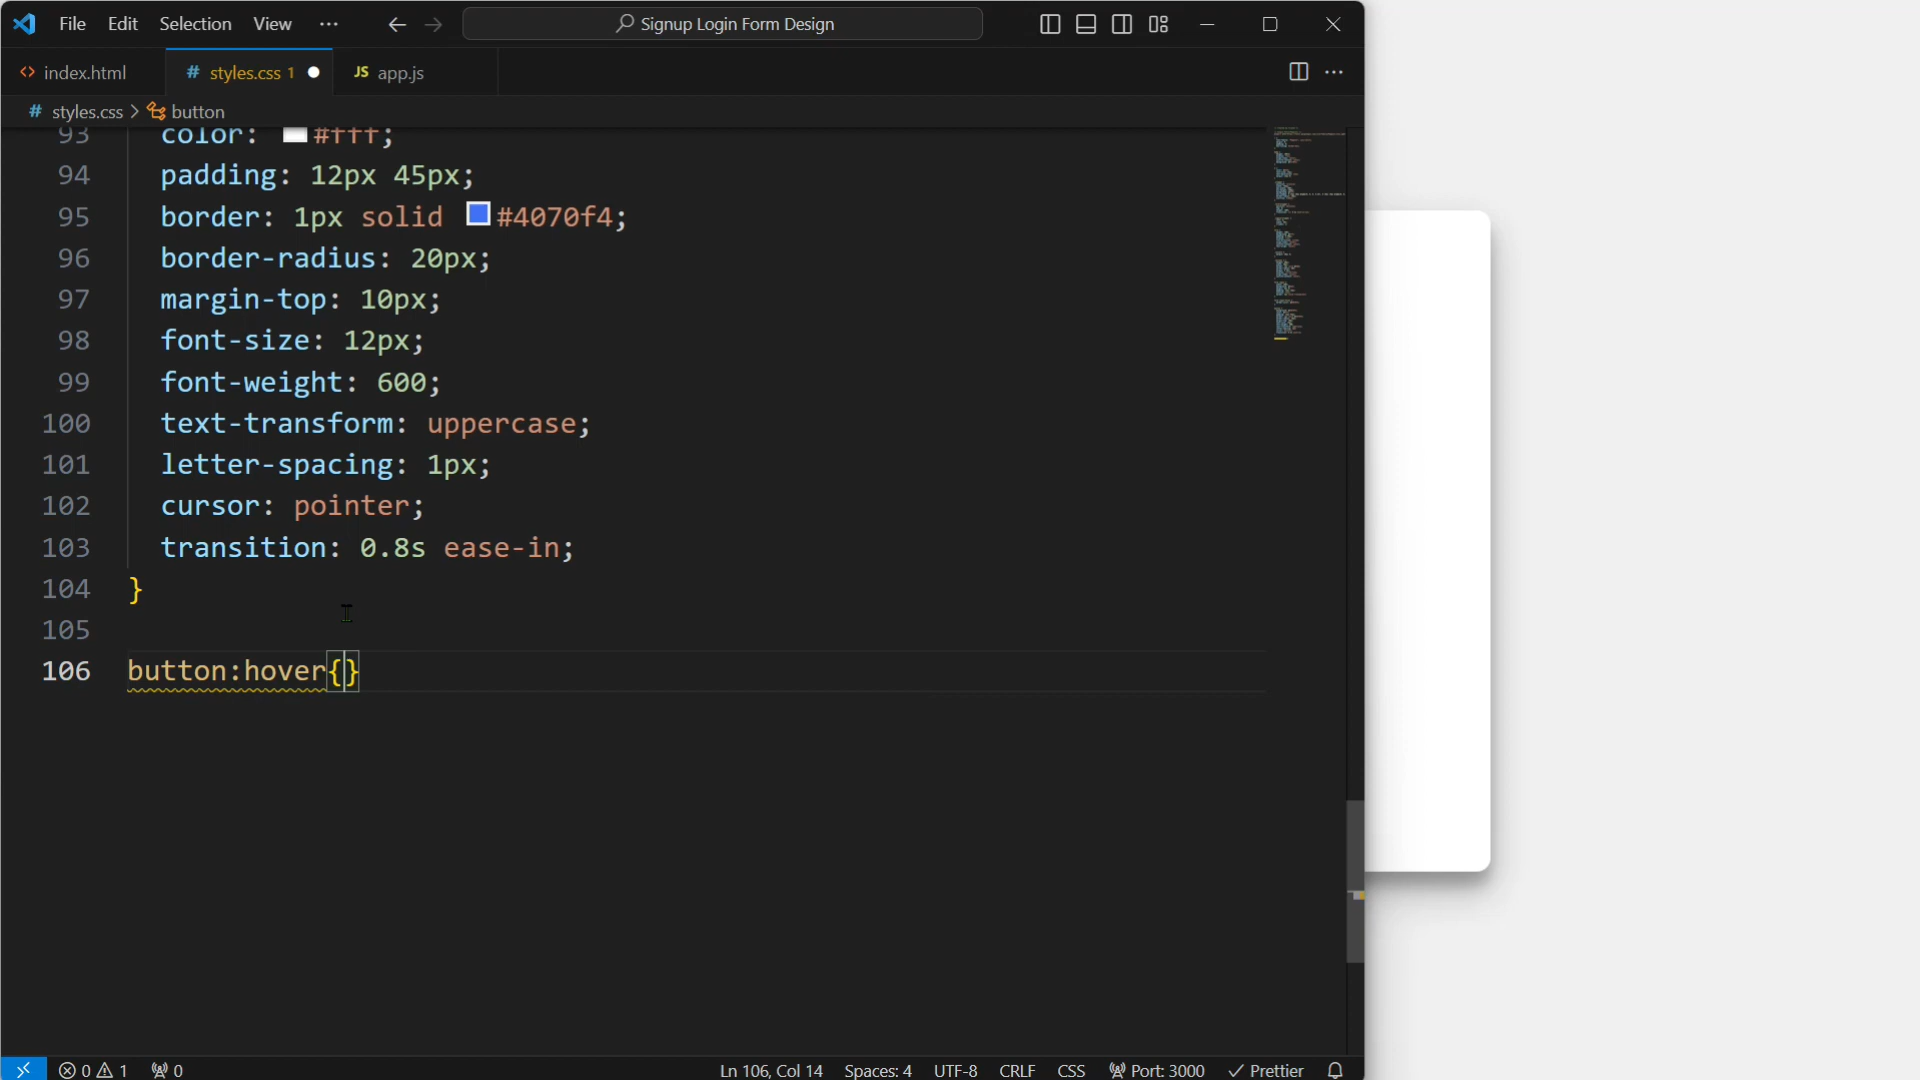 File Edit Selection View ··· Signup Login Form Design
index.html # styles.css 1 JS app.js
# styles.css > button
93 color: #fff;
94 padding: 12px 45px;
95 border: 1px solid #4070f4;
96 border-radius: 20px;
97 margin-top: 10px;
98 font-size: 12px;
99 font-weight: 600;
100 text-transform: uppercase;
101 letter-spacing: 1px;
102 cursor: pointer;
103 transition: 0.8s ease-in;
104 }
105
106 button:hover{}
0 1 0 Ln 106, Col 14 Spaces: 4 UTF-8 CRLF CSS Port: 3000 Prettier